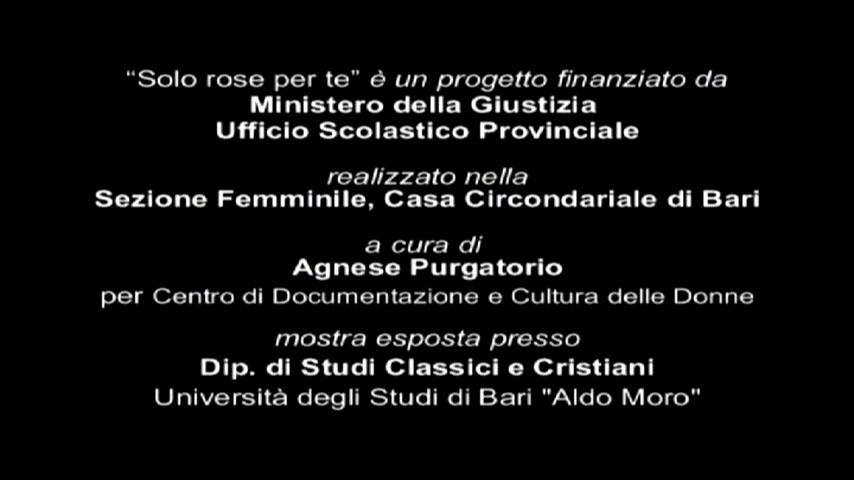 “Solo rose per te” è un progetto finanziato da
Ministero della Giustizia
Ufficio Scolastico Provinciale
realizzato nella
Sezione Femminile, Casa Circondariale di Bari
a cura di
Agnese Purgatorio
per Centro di Documentazione e Cultura delle Donne
mostra esposta presso
Dip. di Studi Classici e Cristiani
Università degli Studi di Bari "Aldo Moro"